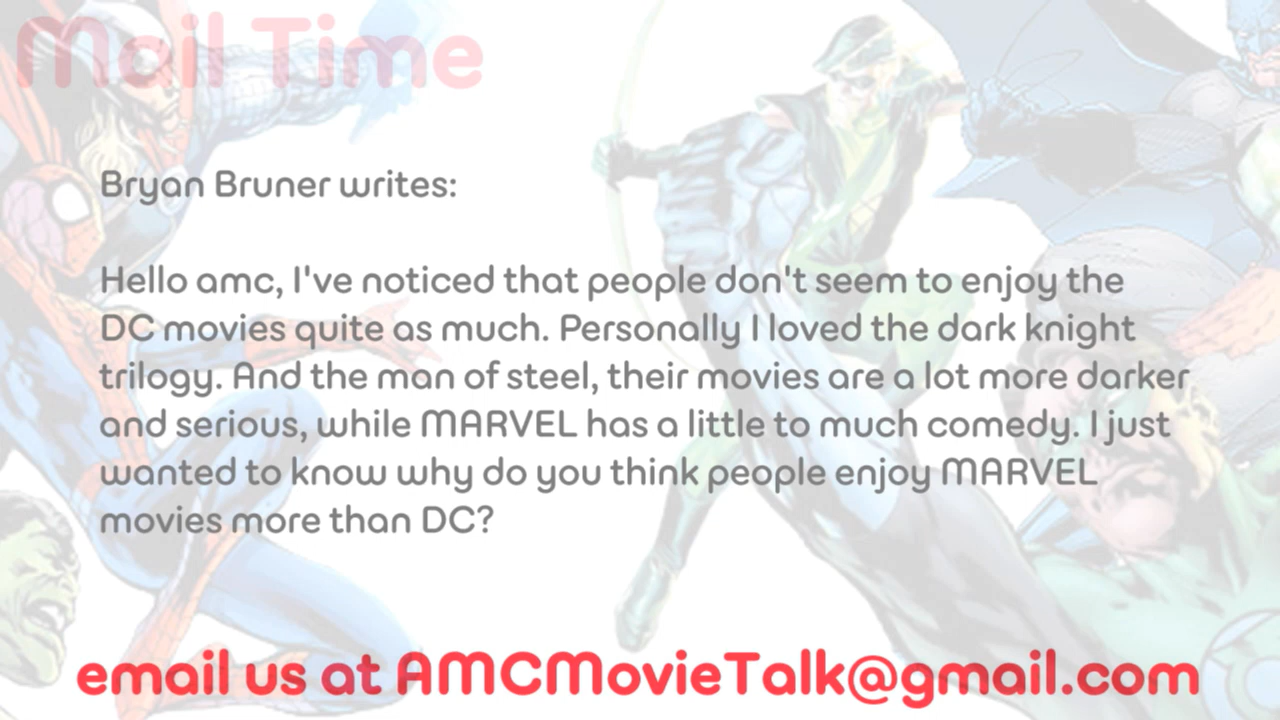 Mail Time
Bryan Bruner writes:
Hello amc, I've noticed that people don't seem to enjoy the
DC movies quite as much. Personally I loved the dark knight
trilogy. And the man of steel, their movies are a lot more darker
and serious, while MARVEL has a little to much comedy. I just
wanted to know why do you think people enjoy MARVEL
movies more than DC?
email us at AMCMovieTalk@gmail.com